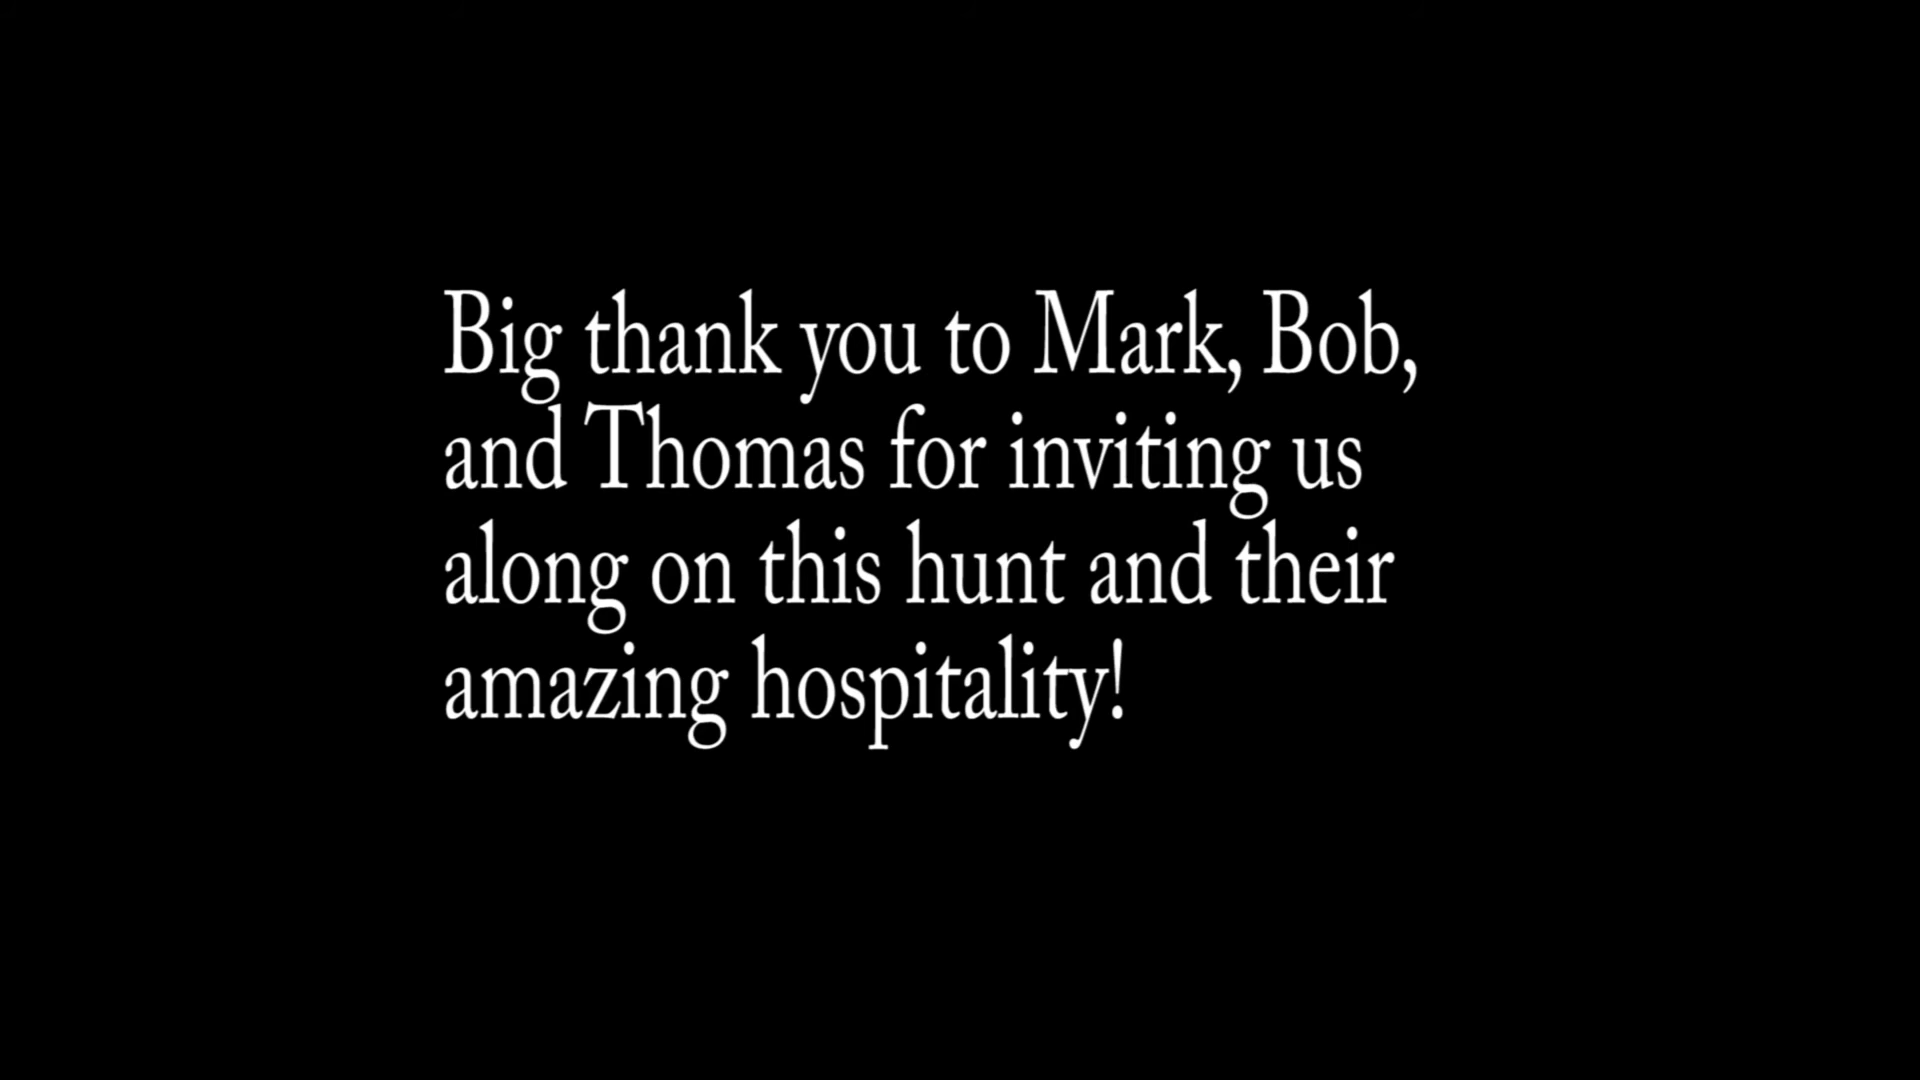 Big thank you to Mark, Bob,
and Thomas for inviting us
along on this hunt and their
amazing hospitality!